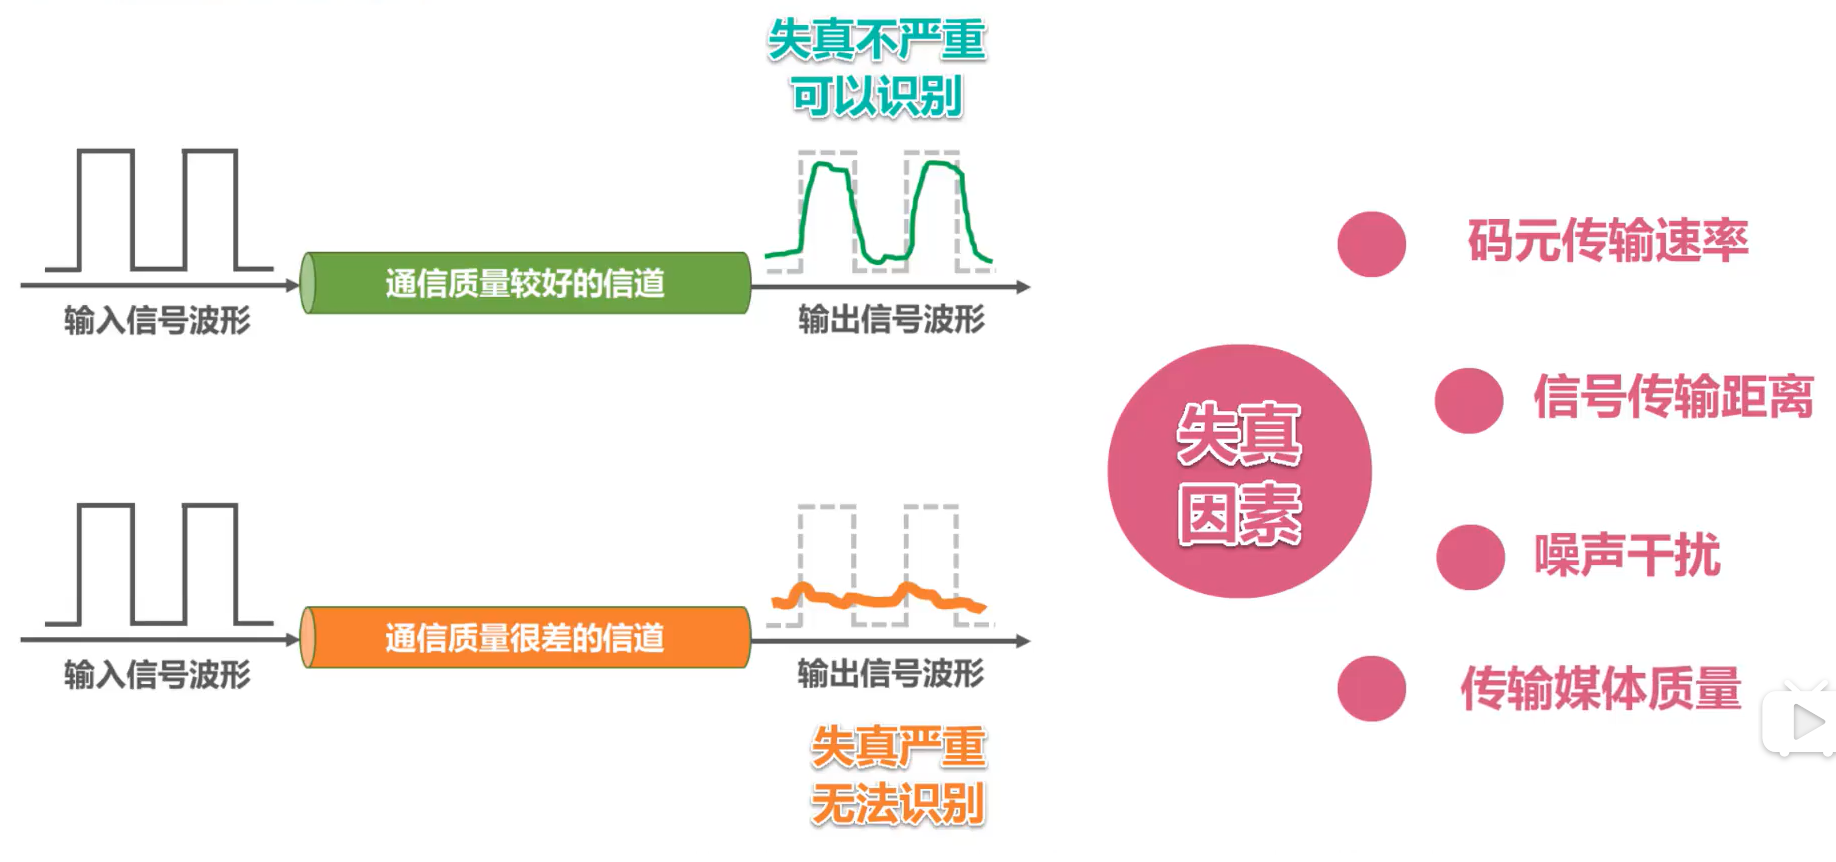 失真不严重
可以识别
通信质量较好的信道
输入信号波形
输出信号波形
通信质量很差的信道
输入信号波形
输出信号波形
失真严重
无法识别
失真
因素
码元传输速率
信号传输距离
噪声干扰
传输媒体质量